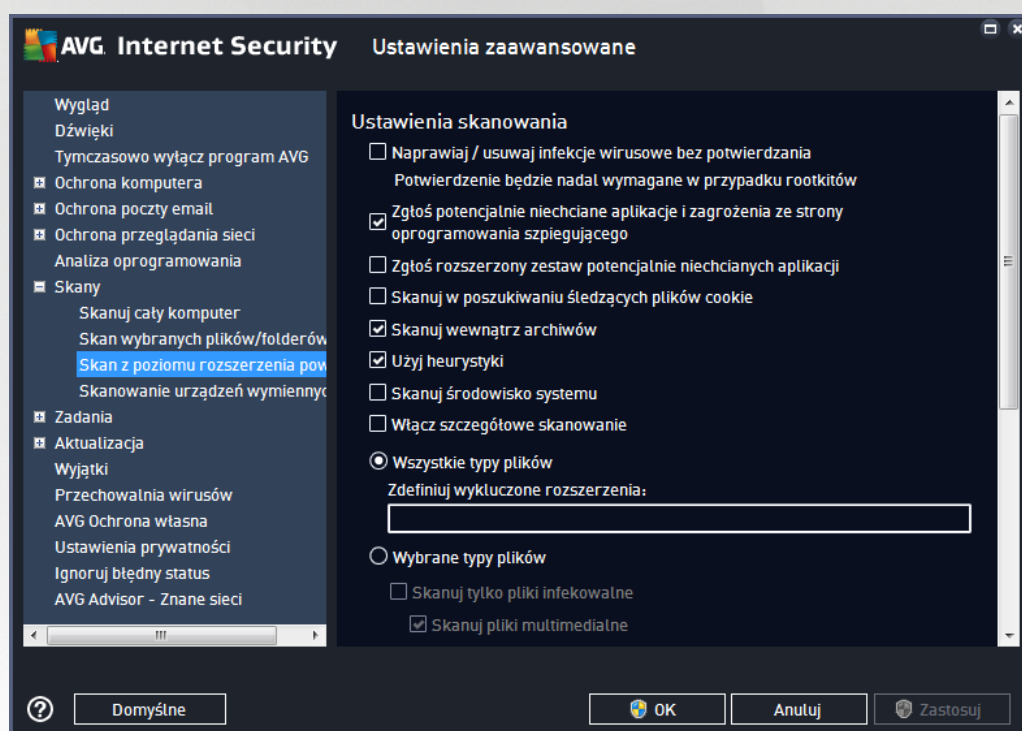 AVG Internet Security Ustawienia zaawansowane
Wygląd
Dźwięki
Tymczasowo wyłącz program AVG
Ochrona komputera
Ochrona poczty email
Ochrona przeglądania sieci
Analiza oprogramowania
Skany
Skanuj cały komputer
Skan wybranych plików/folderów
Skan z poziomu rozszerzenia pow
Skanowanie urządzeń wymiennyc
Zadania
Aktualizacja
Wyjątki
Przechowalnia wirusów
AVG Ochrona własna
Ustawienia prywatności
Ignoruj błędny status
AVG Advisor - Znane sieci
Ustawienia skanowania
Naprawiaj / usuwaj infekcje wirusowe bez potwierdzania
Potwierdzenie będzie nadal wymagane w przypadku rootkitów
Zgłoś potencjalnie niechciane aplikacje i zagrożenia ze strony
oprogramowania szpiegującego
Zgłoś rozszerzony zestaw potencjalnie niechcianych aplikacji
Skanuj w poszukiwaniu śledzących plików cookie
Skanuj wewnątrz archiwów
Użyj heurystyki
Skanuj środowisko systemu
Włącz szczegółowe skanowanie
Wszystkie typy plików
Zdefiniuj wykluczone rozszerzenia:
Wybrane typy plików
Skanuj tylko pliki infekowalne
Skanuj pliki multimedialne
Domyślne
OK
Anuluj
Zastosuj